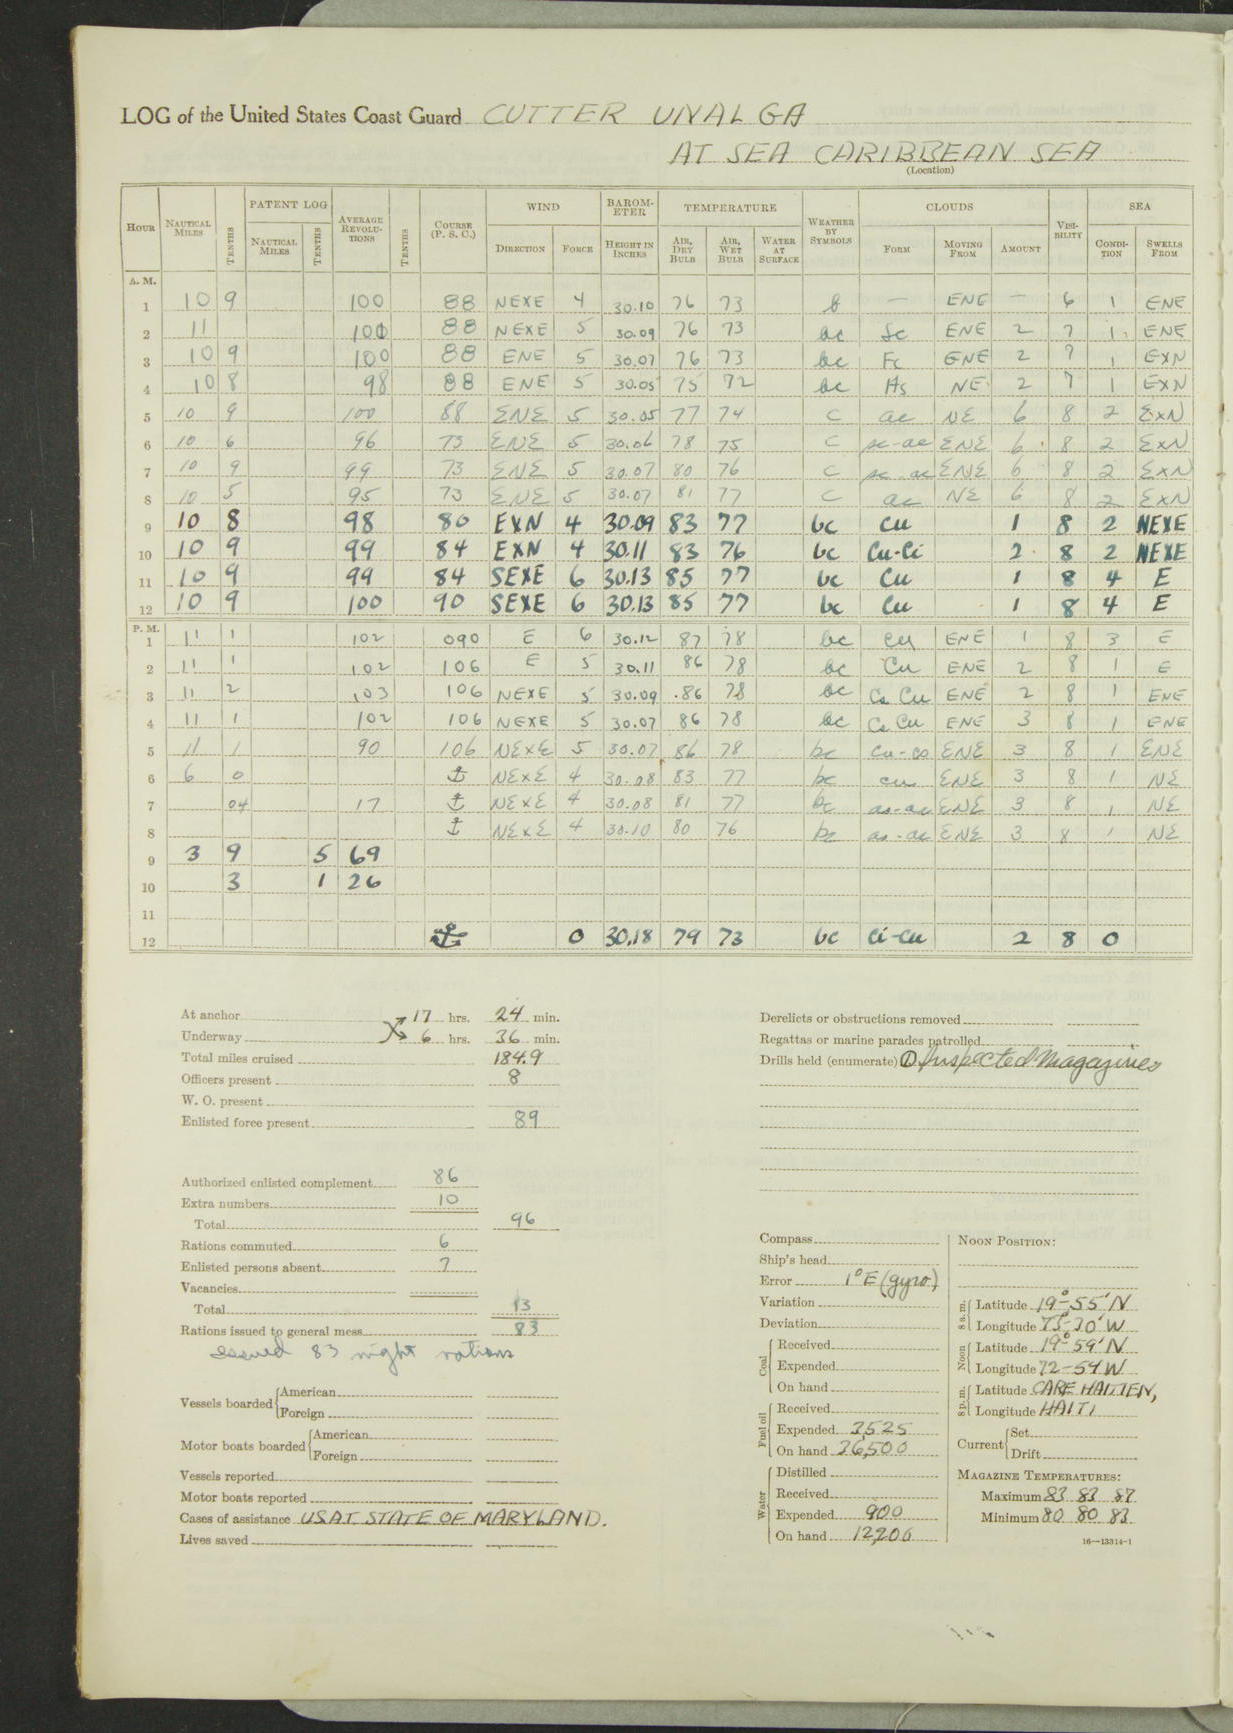 LOG of the United States Coast Guard CUTTER UNALGA
AT SEA CARIBBEAN SEA
(Location)
HOUR NAUTICAL MILES TENTHS PATENT LOG NAUTICAL MILES TENTHS AVERAGE REVOLUTIONS TENTHS COURSE (P. S. C.) WIND DIRECTION FORCE BAROMETER HEIGHT IN INCHES TEMPERATURE AIR, DRY BULB AIR, WET BULB WATER AT SURFACE WEATHER BY SYMBOLS CLOUDS FORM MOVING FROM AMOUNT VISIBILITY SEA CONDITION SWELLS FROM
A. M.
1 10 9 100 88 NEXE 4 30.10 76 73 b — ENE — 6 1 ENE
2 11 100 88 NEXE 5 30.09 76 73 bc Sc ENE 2 7 1 ENE
3 10 9 100 88 ENE 5 30.07 76 73 bc Fc ENE 2 7 1 EXN
4 10 8 98 88 ENE 5 30.05 75 72 bc As NE 2 7 1 EXN
5 10 9 100 88 ENE 5 30.05 77 74 c ac NE 6 8 2 EXN
6 10 6 96 73 ENE 5 30.06 78 75 c sc-ac ENE 6 8 2 EXN
7 10 9 99 73 ENE 5 30.07 80 76 c sc-ac ENE 6 8 2 EXN
8 10 5 95 73 ENE 5 30.07 81 77 c ac NE 6 8 2 EXN
9 10 8 98 80 EXN 4 30.09 83 77 bc Cu 1 8 2 NEXE
10 10 9 99 84 EXN 4 30.11 83 76 bc Cu-Ci 2 8 2 NEXE
11 10 9 99 84 SEXE 6 30.13 85 77 bc Cu 1 8 4 E
12 10 9 100 90 SEXE 6 30.13 85 77 bc Cu 1 8 4 E
P. M.
1 11 1 102 090 E 6 30.12 87 78 bc Cu ENE 1 8 3 E
2 11 1 102 106 E 5 30.11 86 78 bc Cu ENE 2 8 1 E
3 11 2 103 106 NEXE 5 30.09 86 78 bc Cs Cu ENE 2 8 1 ENE
4 11 1 102 106 NEXE 5 30.07 86 78 bc Cs Cu ENE 3 8 1 ENE
5 11 1 90 106 NEXE 5 30.07 86 78 bc cu-cs ENE 3 8 1 ENE
6 6 0 ⚓ NEXE 4 30.08 83 77 bc cu ENE 3 8 1 NE
7 04 17 ⚓ NEXE 4 30.08 81 77 bc as-ac ENE 3 8 1 NE
8 ⚓ NEXE 4 30.10 80 76 bc as-ac ENE 3 8 1 NE
9 3 9 5 69
10 3 1 26
11
12 ⚓ 0 30.18 79 73 bc Ci-Cu 2 8 0
At anchor 17 hrs. 24 min.
Underway 6 hrs. 36 min.
Total miles cruised 184.9
Officers present 8
W. O. present
Enlisted force present 89
Authorized enlisted complement 86
Extra numbers 10
Total 96
Rations commuted 6
Enlisted persons absent 7
Vacancies
Total 13
Rations issued to general mess 83
Issued 83 night rations
Vessels boarded American
Foreign
Motor boats boarded American
Foreign
Vessels reported
Motor boats reported
Cases of assistance USAT STATE OF MARYLAND.
Lives saved
Derelicts or obstructions removed
Regattas or marine parades patrolled
Drills held (enumerate) ① Inspected Magazines
Compass
Ship's head
Error 1° E (gyro)
Variation
Deviation
Coal Received
Expended
On hand
Fuel oil Received
Expended 3525
On hand 36,500
Water Distilled
Received
Expended 900
On hand 12,206
NOON POSITION:
8 a. m. Latitude 19°-55' N
Longitude 75°-30' W
Noon Latitude 19°-59' N
Longitude 72-54 W
8 p. m. Latitude CAPE HAITIEN,
Longitude HAITI
Current Set
Drift
MAGAZINE TEMPERATURES:
Maximum 83 83 87
Minimum 80 80 83
16—13314-1